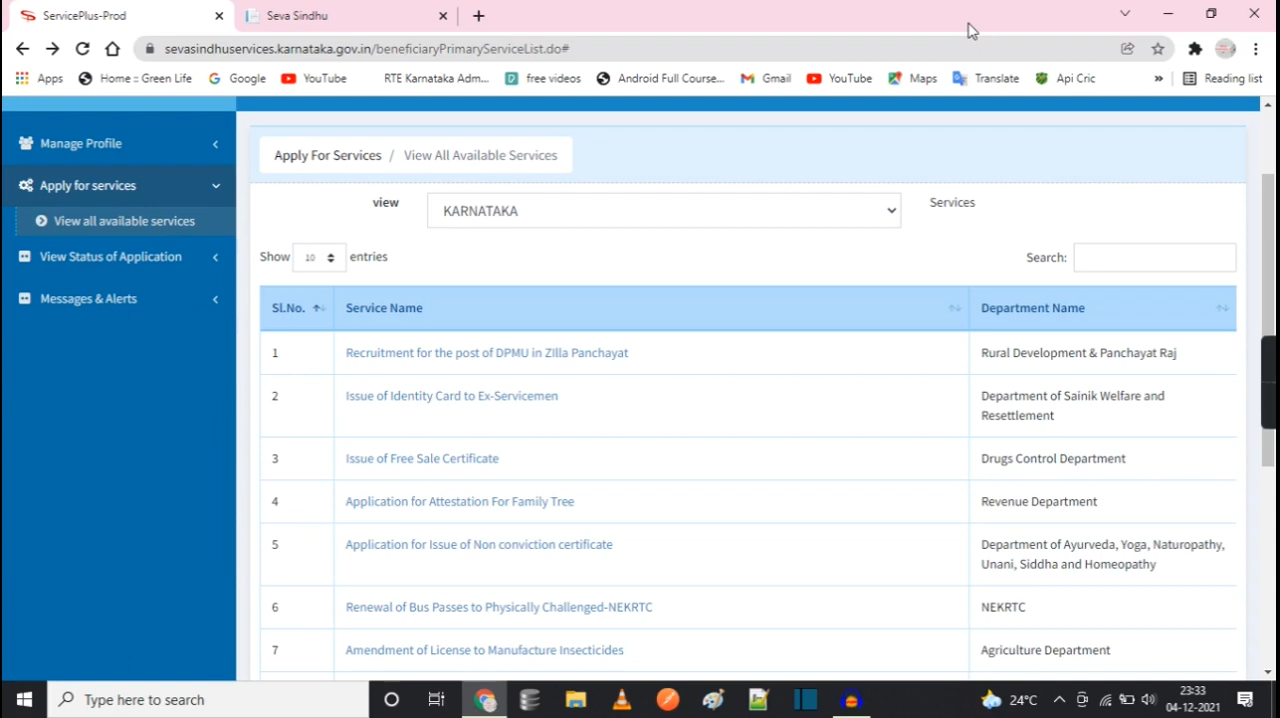 ServicePlus-Prod
Seva Sindhu
sevasindhuservices.karnataka.gov.in/beneficiaryPrimaryServiceList.do#
Apps Home :: Green Life Google YouTube RTE Karnataka Adm... free videos Android Full Course... Gmail YouTube Maps Translate Api Cric » Reading list
Manage Profile
Apply for services
View all available services
View Status of Application
Messages & Alerts
Apply For Services / View All Available Services
view KARNATAKA Services
Show 10 entries Search:
Sl.No. Service Name Department Name
1 Recruitment for the post of DPMU in ZIlla Panchayat Rural Development & Panchayat Raj
2 Issue of Identity Card to Ex-Servicemen Department of Sainik Welfare and
Resettlement
3 Issue of Free Sale Certificate Drugs Control Department
4 Application for Attestation For Family Tree Revenue Department
5 Application for Issue of Non conviction certificate Department of Ayurveda, Yoga, Naturopathy,
Unani, Siddha and Homeopathy
6 Renewal of Bus Passes to Physically Challenged-NEKRTC NEKRTC
7 Amendment of License to Manufacture Insecticides Agriculture Department
Type here to search
24°C
23:33
04-12-2021